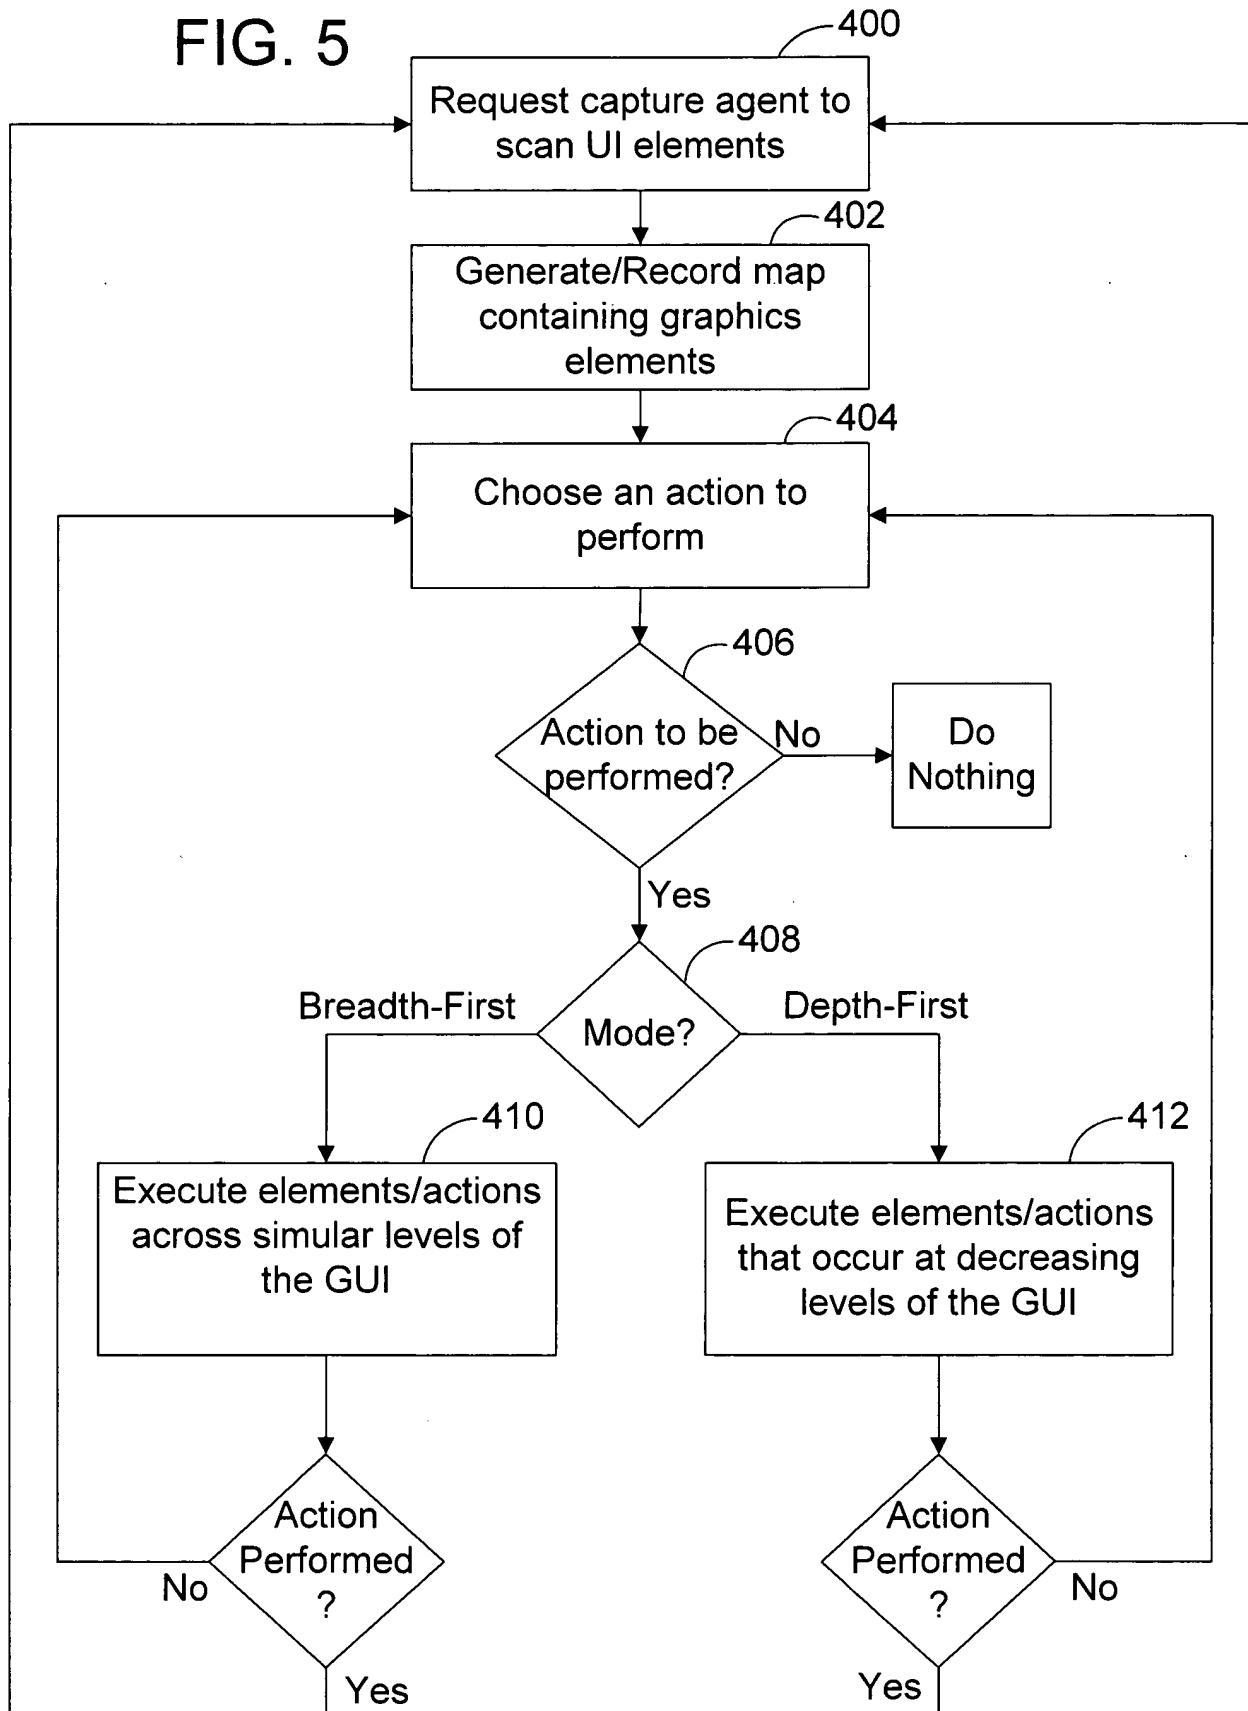 FIG. 5
400
Request capture agent to
scan UI elements
402
Generate/Record map
containing graphics
elements
404
Choose an action to
perform
406
Action to be
performed?
No
Do
Nothing
Yes
408
Breadth-First
Mode?
Depth-First
410
Execute elements/actions
across simular levels of
the GUI
412
Execute elements/actions
that occur at decreasing
levels of the GUI
Action
Performed
?
No
Yes
Action
Performed
?
No
Yes